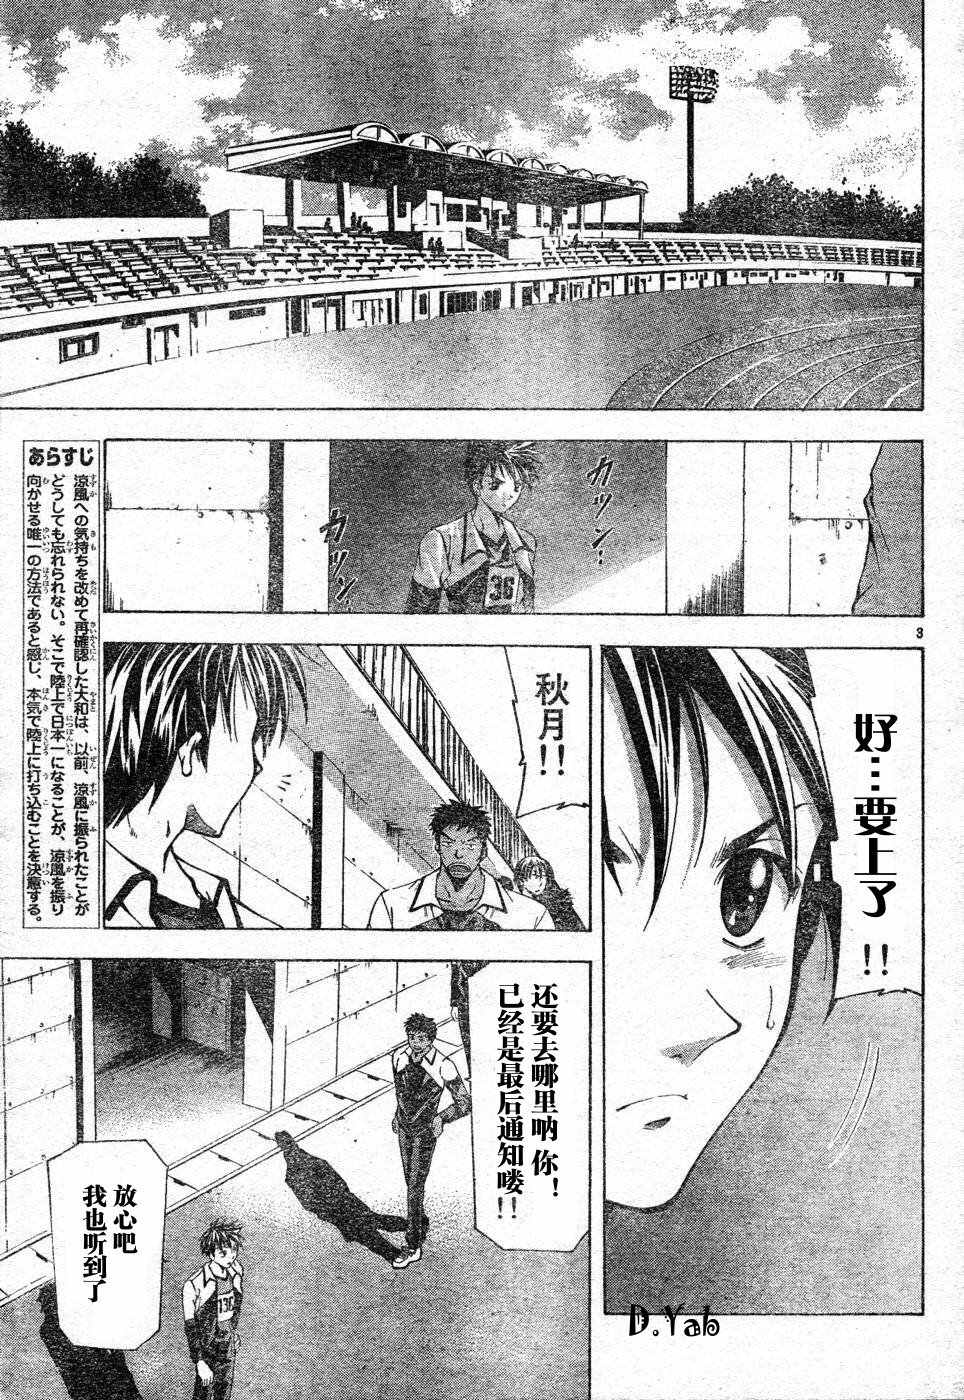 カツン
カツン
36
3
好…要上了!!
秋月!!
あらすじ
涼風への気持ちを改めて再確認した大和は、以前、涼風に振られたことが
どうしても忘れられない。そこで陸上で日本一になることが、涼風を振り
向かせる唯一の方法であると感じ、本気で陸上に打ち込むことを決意する。
还要去哪里呐你!
已经是最后通知喽!!
放心吧
我也听到了
136
D.Yab